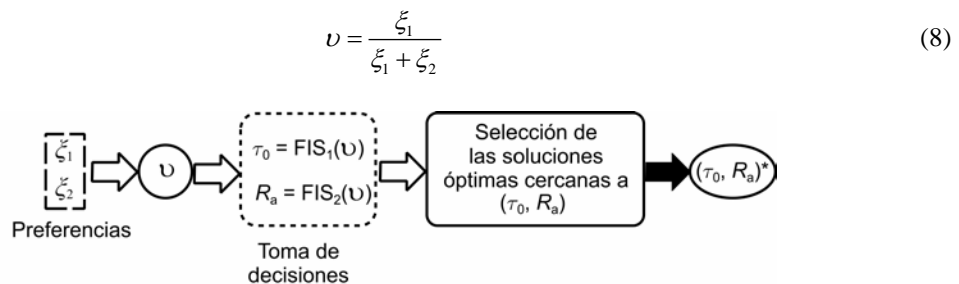 υ = ξ₁ / (ξ₁ + ξ₂) (8)
ξ₁
ξ₂
Preferencias
υ
τ₀ = FIS₁(υ)
Rₐ = FIS₂(υ)
Toma de
decisiones
Selección de
las soluciones
óptimas cercanas a
(τ₀, Rₐ)
(τ₀, Rₐ)*